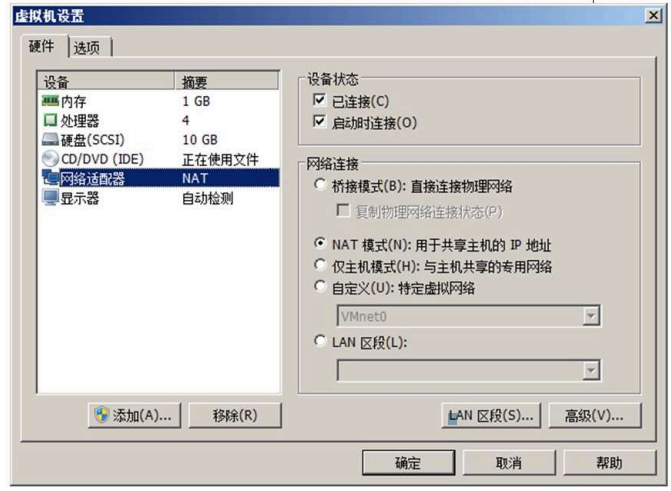 虚拟机设置
硬件 选项
设备 摘要
内存 1 GB
处理器 4
硬盘(SCSI) 10 GB
CD/DVD (IDE) 正在使用文件
网络适配器 NAT
显示器 自动检测
添加(A)... 移除(R)
设备状态
已连接(C)
启动时连接(O)
网络连接
桥接模式(B): 直接连接物理网络
复制物理网络连接状态(P)
NAT 模式(N): 用于共享主机的 IP 地址
仅主机模式(H): 与主机共享的专用网络
自定义(U): 特定虚拟网络
VMnet0
LAN 区段(L):
LAN 区段(S)... 高级(V)...
确定 取消 帮助